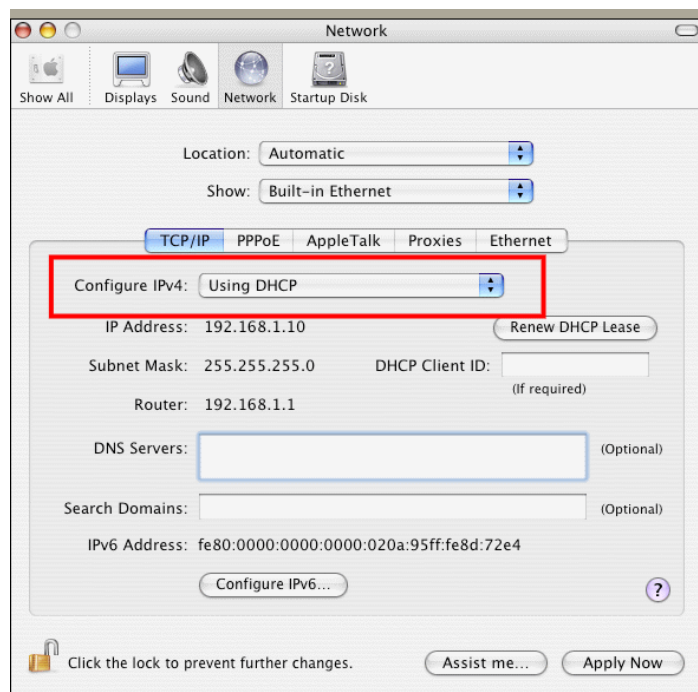 Network
Show All Displays Sound Network Startup Disk
Location: Automatic
Show: Built-in Ethernet
TCP/IP PPPoE AppleTalk Proxies Ethernet
Configure IPv4: Using DHCP
IP Address: 192.168.1.10 Renew DHCP Lease
Subnet Mask: 255.255.255.0 DHCP Client ID:
(If required)
Router: 192.168.1.1
DNS Servers: (Optional)
Search Domains: (Optional)
IPv6 Address: fe80:0000:0000:0000:020a:95ff:fe8d:72e4
Configure IPv6... ?
Click the lock to prevent further changes. Assist me... Apply Now